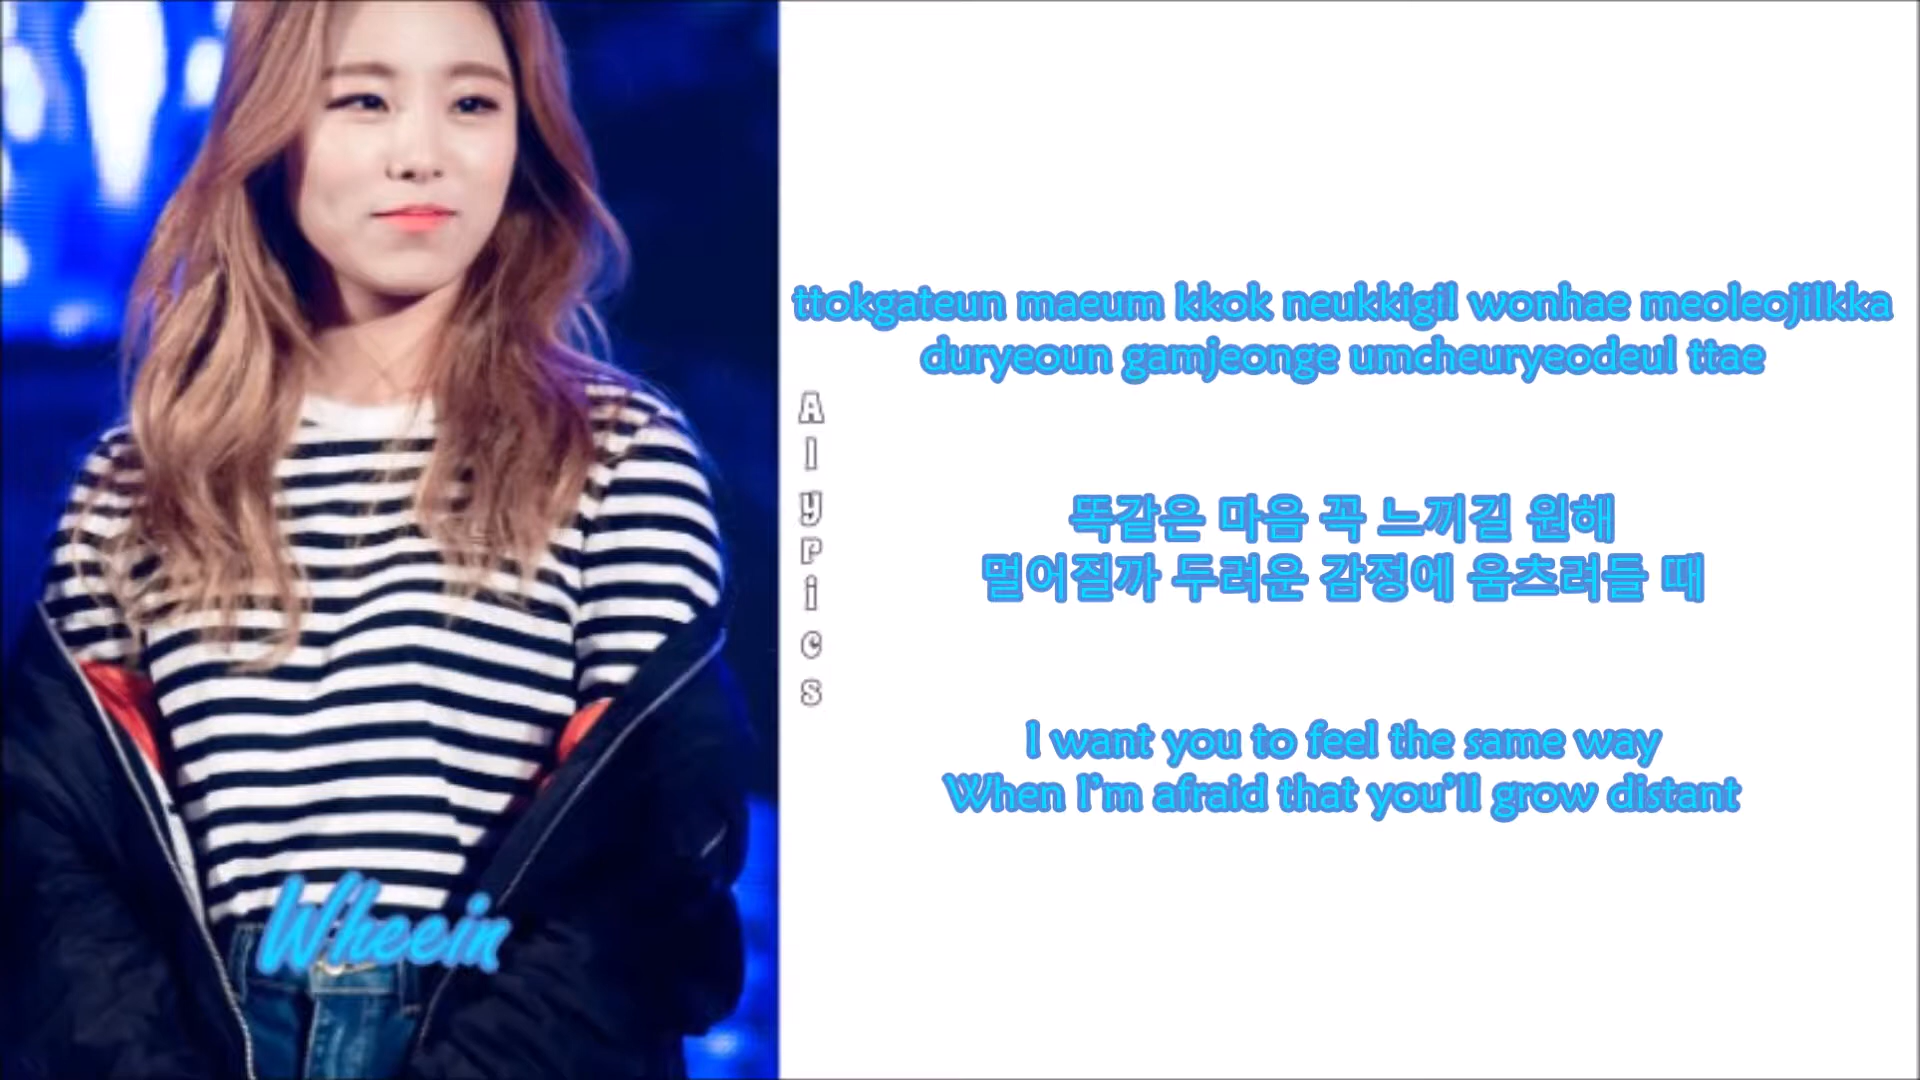 ttokgateun maeum kkok neukkigil wonhae meoleojilkka
duryeoun gamjeonge umcheuryeodeul ttae
똑같은 마음 꼭 느끼길 원해
멀어질까 두려운 감정에 움츠려들 때
I want you to feel the same way
When I'm afraid that you'll grow distant
Alyrics
Wheein